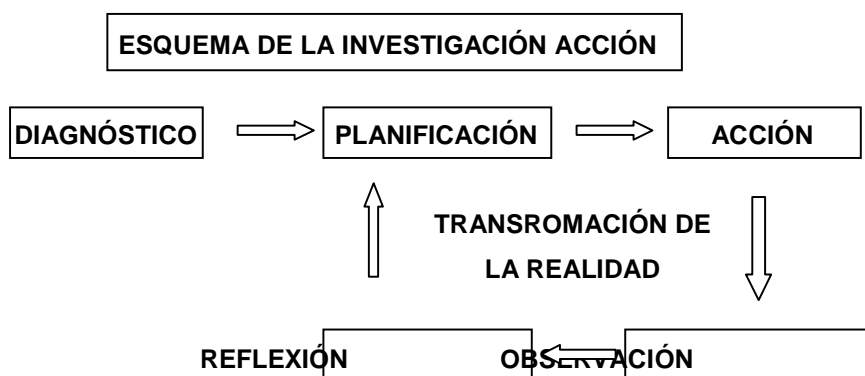 ESQUEMA DE LA INVESTIGACIÓN ACCIÓN
DIAGNÓSTICO
PLANIFICACIÓN
ACCIÓN
TRANSROMACIÓN DE
LA REALIDAD
REFLEXIÓN
OBSERVACIÓN